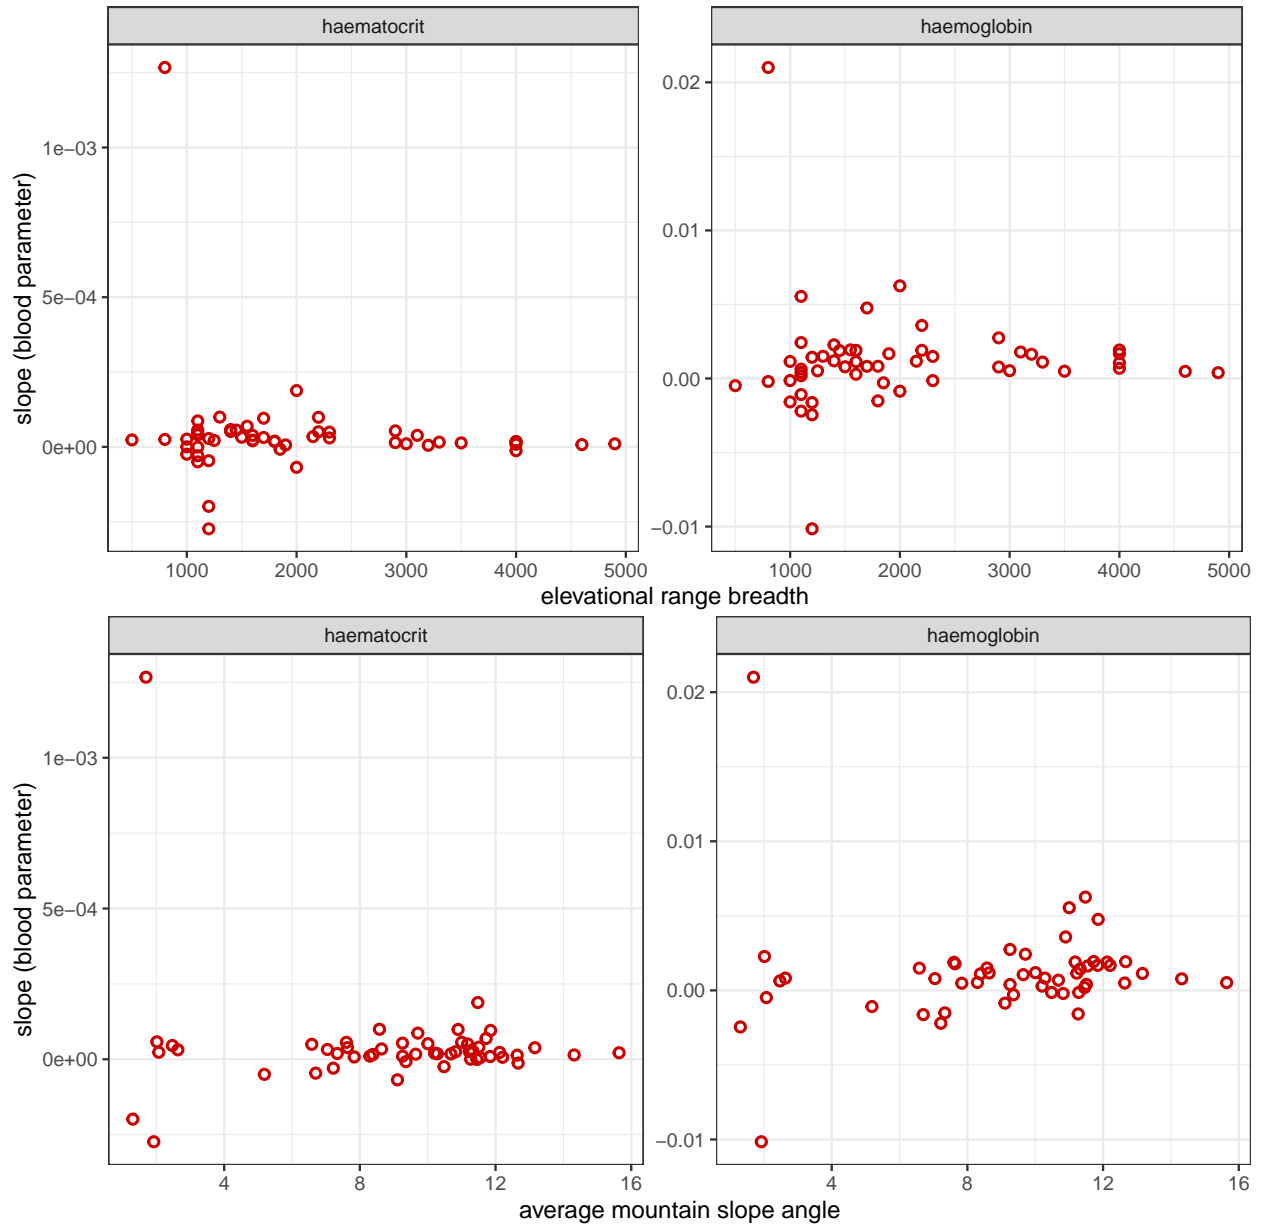 haematocrit haemoglobin
slope (blood parameter)
1e−03
5e−04
0e+00
0.02
0.01
0.00
−0.01
1000 2000 3000 4000 5000 1000 2000 3000 4000 5000
elevational range breadth
haematocrit haemoglobin
slope (blood parameter)
1e−03
5e−04
0e+00
0.02
0.01
0.00
−0.01
4 8 12 16 4 8 12 16
average mountain slope angle